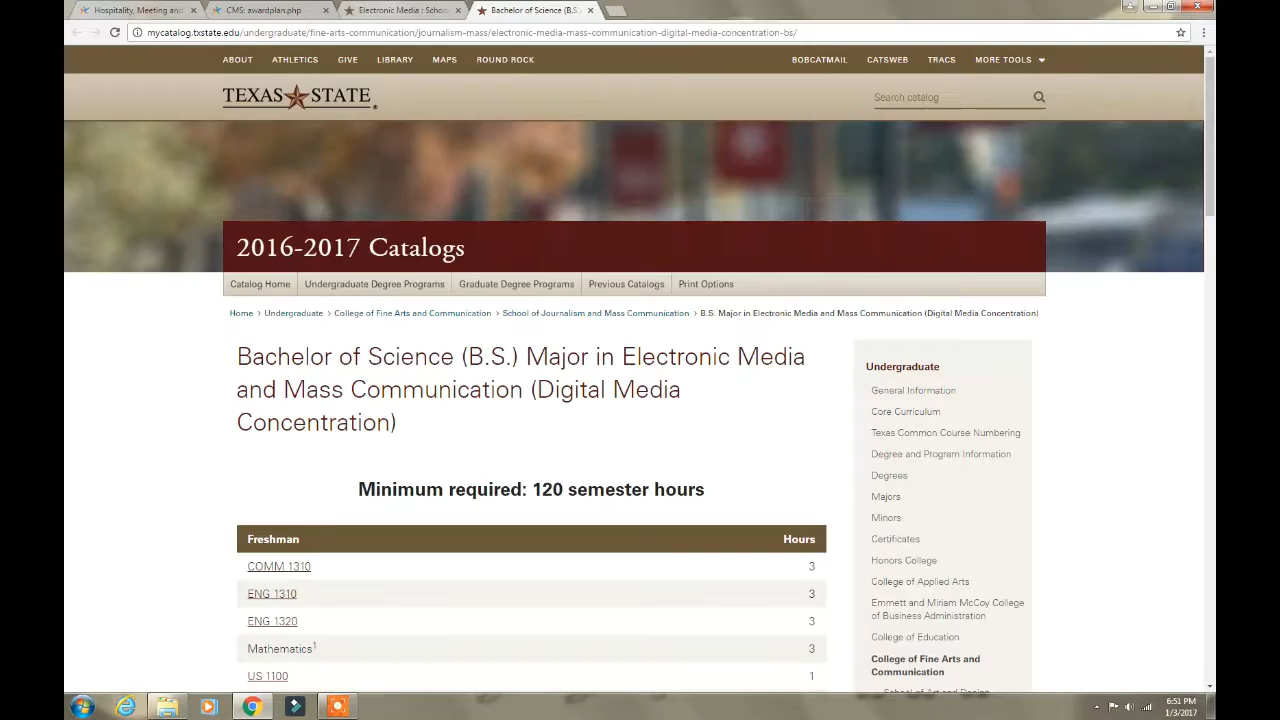 Hospitality, Meeting and
CMS: awardplan.php
Electronic Media : Schoo
Bachelor of Science (B.S.
mycatalog.txstate.edu/undergraduate/fine-arts-communication/journalism-mass/electronic-media-mass-communication-digital-media-concentration-bs/
ABOUT ATHLETICS GIVE LIBRARY MAPS ROUND ROCK BOBCATMAIL CATSWEB TRACS MORE TOOLS
TEXAS STATE
Search catalog
2016-2017 Catalogs
Catalog Home Undergraduate Degree Programs Graduate Degree Programs Previous Catalogs Print Options
Home > Undergraduate > College of Fine Arts and Communication > School of Journalism and Mass Communication > B.S. Major in Electronic Media and Mass Communication (Digital Media Concentration)
Bachelor of Science (B.S.) Major in Electronic Media
and Mass Communication (Digital Media
Concentration)
Minimum required: 120 semester hours
Freshman Hours
COMM 1310 3
ENG 1310 3
ENG 1320 3
Mathematics1 3
US 1100 1
Undergraduate
General Information
Core Curriculum
Texas Common Course Numbering
Degree and Program Information
Degrees
Majors
Minors
Certificates
Honors College
College of Applied Arts
Emmett and Miriam McCoy College
of Business Administration
College of Education
College of Fine Arts and
Communication
School of Art and Design
6:51 PM
1/3/2017